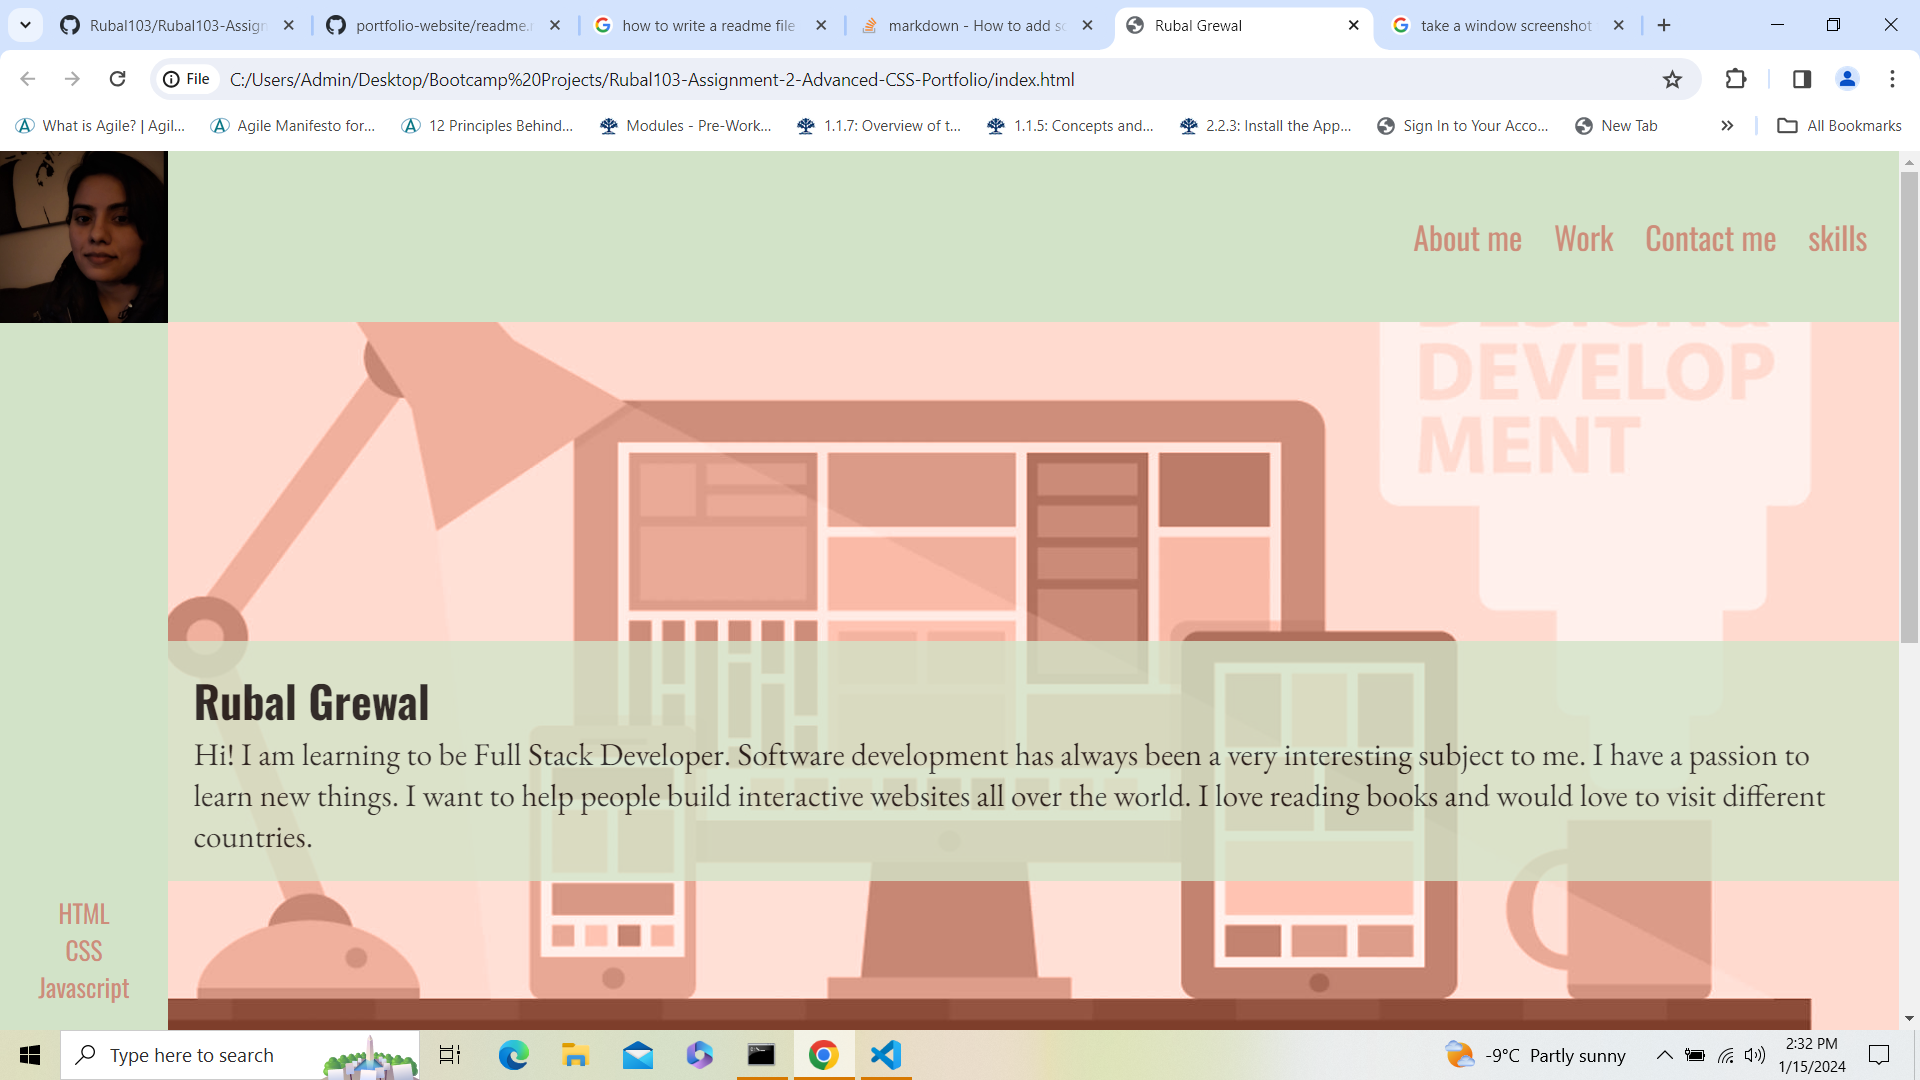 Rubal103/Rubal103-Assign
portfolio-website/readme.r
how to write a readme file
markdown - How to add sc
Rubal Grewal
take a window screenshot
File
C:/Users/Admin/Desktop/Bootcamp%20Projects/Rubal103-Assignment-2-Advanced-CSS-Portfolio/index.html
What is Agile? | Agil...
Agile Manifesto for...
12 Principles Behind...
Modules - Pre-Work...
1.1.7: Overview of t...
1.1.5: Concepts and...
2.2.3: Install the App...
Sign In to Your Acco...
New Tab
All Bookmarks
About me
Work
Contact me
skills
DEVELOP
MENT
Rubal Grewal
Hi! I am learning to be Full Stack Developer. Software development has always been a very interesting subject to me. I have a passion to
learn new things. I want to help people build interactive websites all over the world. I love reading books and would love to visit different
countries.
HTML
CSS
Javascript
Type here to search
-9°C Partly sunny
2:32 PM
1/15/2024